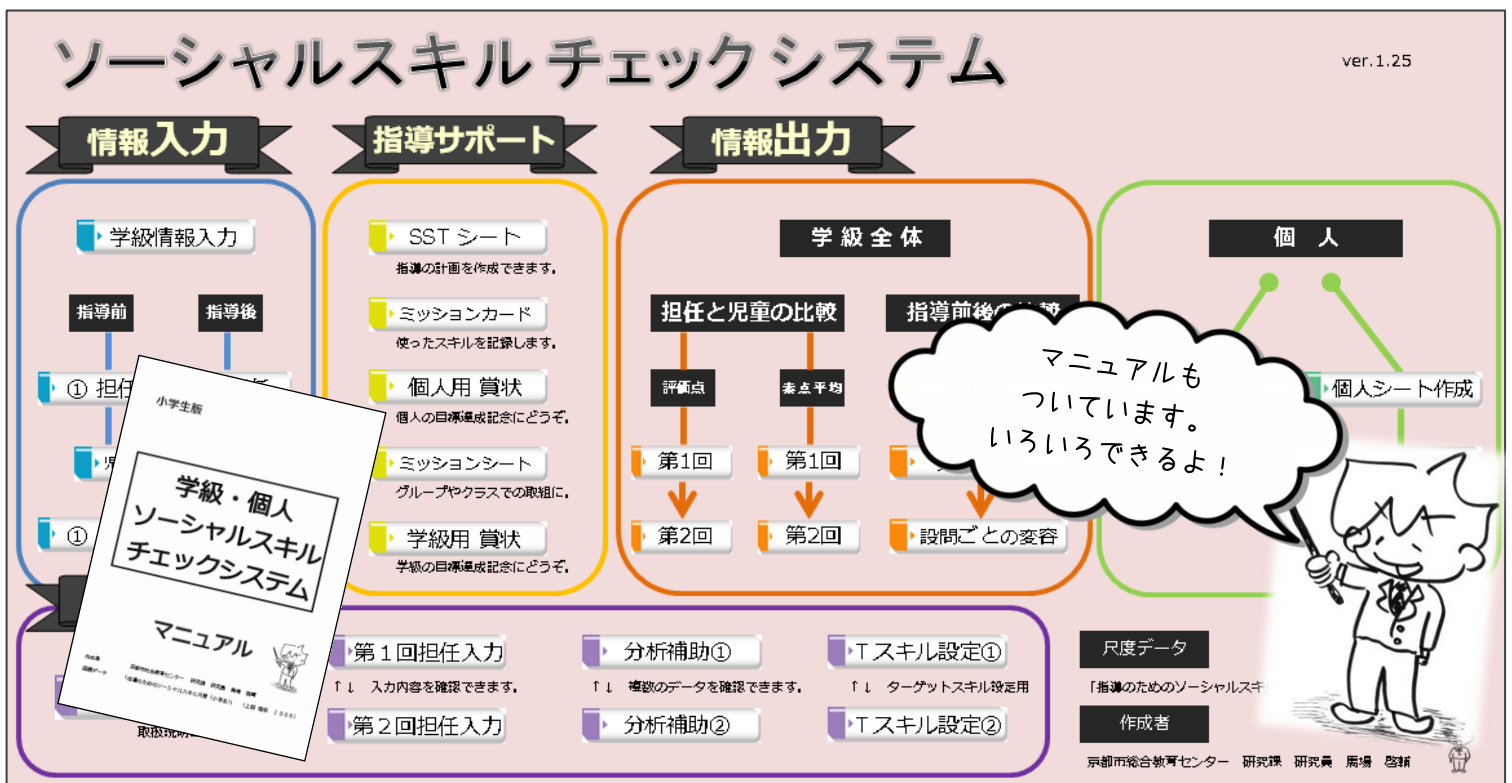 ソーシャルスキルチェックシステム
ver.1.25
情報入力
指導サポート
情報出力
学級情報入力
指導前
指導後
① 担任
①
SST シート
指導の計画を作成できます。
ミッションカード
使ったスキルを記録します。
個人用 賞状
個人の目標達成記念にどうぞ。
ミッションシート
グループやクラスでの取組に。
学級用 賞状
学級の目標達成記念にどうぞ。
学級全体
担任と児童の比較
指導前後の比較
評価点
素点平均
第1回
第1回
第2回
第2回
設問ごとの変容
個 人
個人シート作成
マニュアルも
ついています。
いろいろできるよ!
小学生版
学級・個人
ソーシャルスキル
チェックシステム
マニュアル
第1回担任入力
↑↓ 入力内容を確認できます。
第2回担任入力
分析補助①
↑↓ 複数のデータを確認できます。
分析補助②
Tスキル設定①
↑↓ ターゲットスキル設定用
Tスキル設定②
尺度データ
「指導のためのソーシャルスキ
作成者
京都市総合教育センター 研究課 研究員 廣場 啓輔